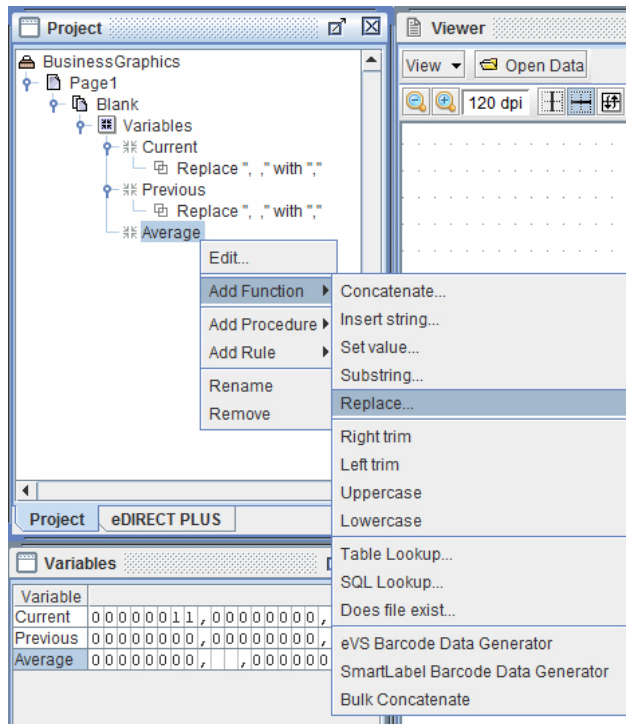 Project
BusinessGraphics
Page1
Blank
Variables
Current
Replace ", ," with ","
Previous
Replace ", ," with ","
Average
Edit...
Add Function
Add Procedure
Add Rule
Rename
Remove
Concatenate...
Insert string...
Set value...
Substring...
Replace...
Right trim
Left trim
Uppercase
Lowercase
Table Lookup...
SQL Lookup...
Does file exist...
eVS Barcode Data Generator
SmartLabel Barcode Data Generator
Bulk Concatenate
Project eDIRECT PLUS
Viewer
View Open Data
120 dpi
Variables
Variable
Current 00000011,00000000,
Previous 00000000,00000000,
Average 00000000, ,000000